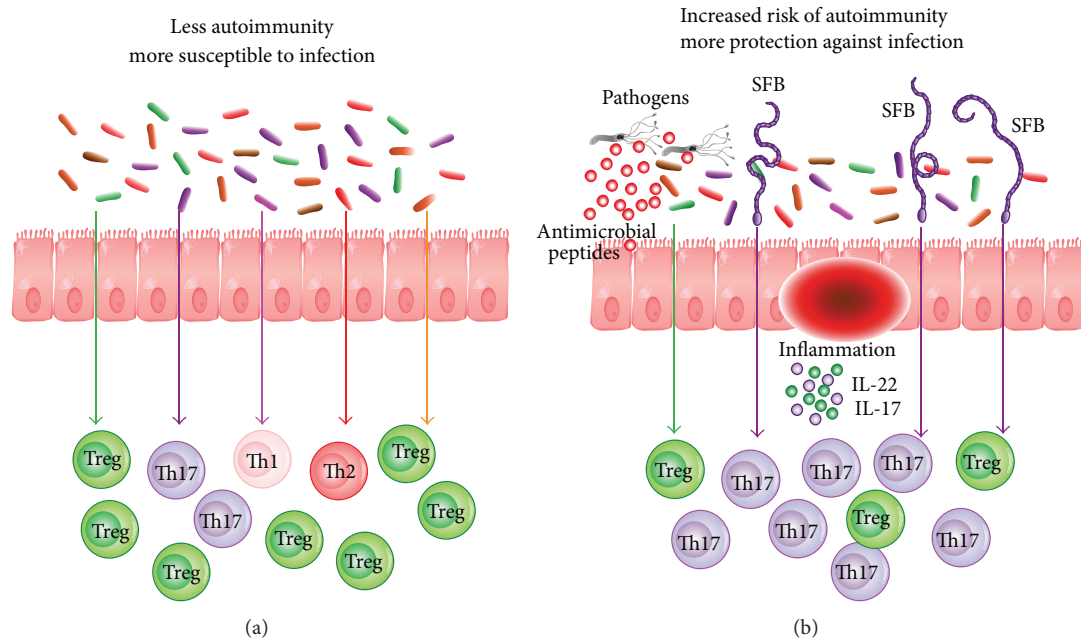 Less autoimmunity
more susceptible to infection
Treg
Th17
Th1
Th2
Treg
Treg
Th17
Treg
Treg
Treg
Treg
(a)
Increased risk of autoimmunity
more protection against infection
Pathogens
SFB
SFB
SFB
Antimicrobial
peptides
Inflammation
IL-22
IL-17
Treg
Th17
Th17
Th17
Treg
Th17
Th17
Treg
Th17
Th17
(b)